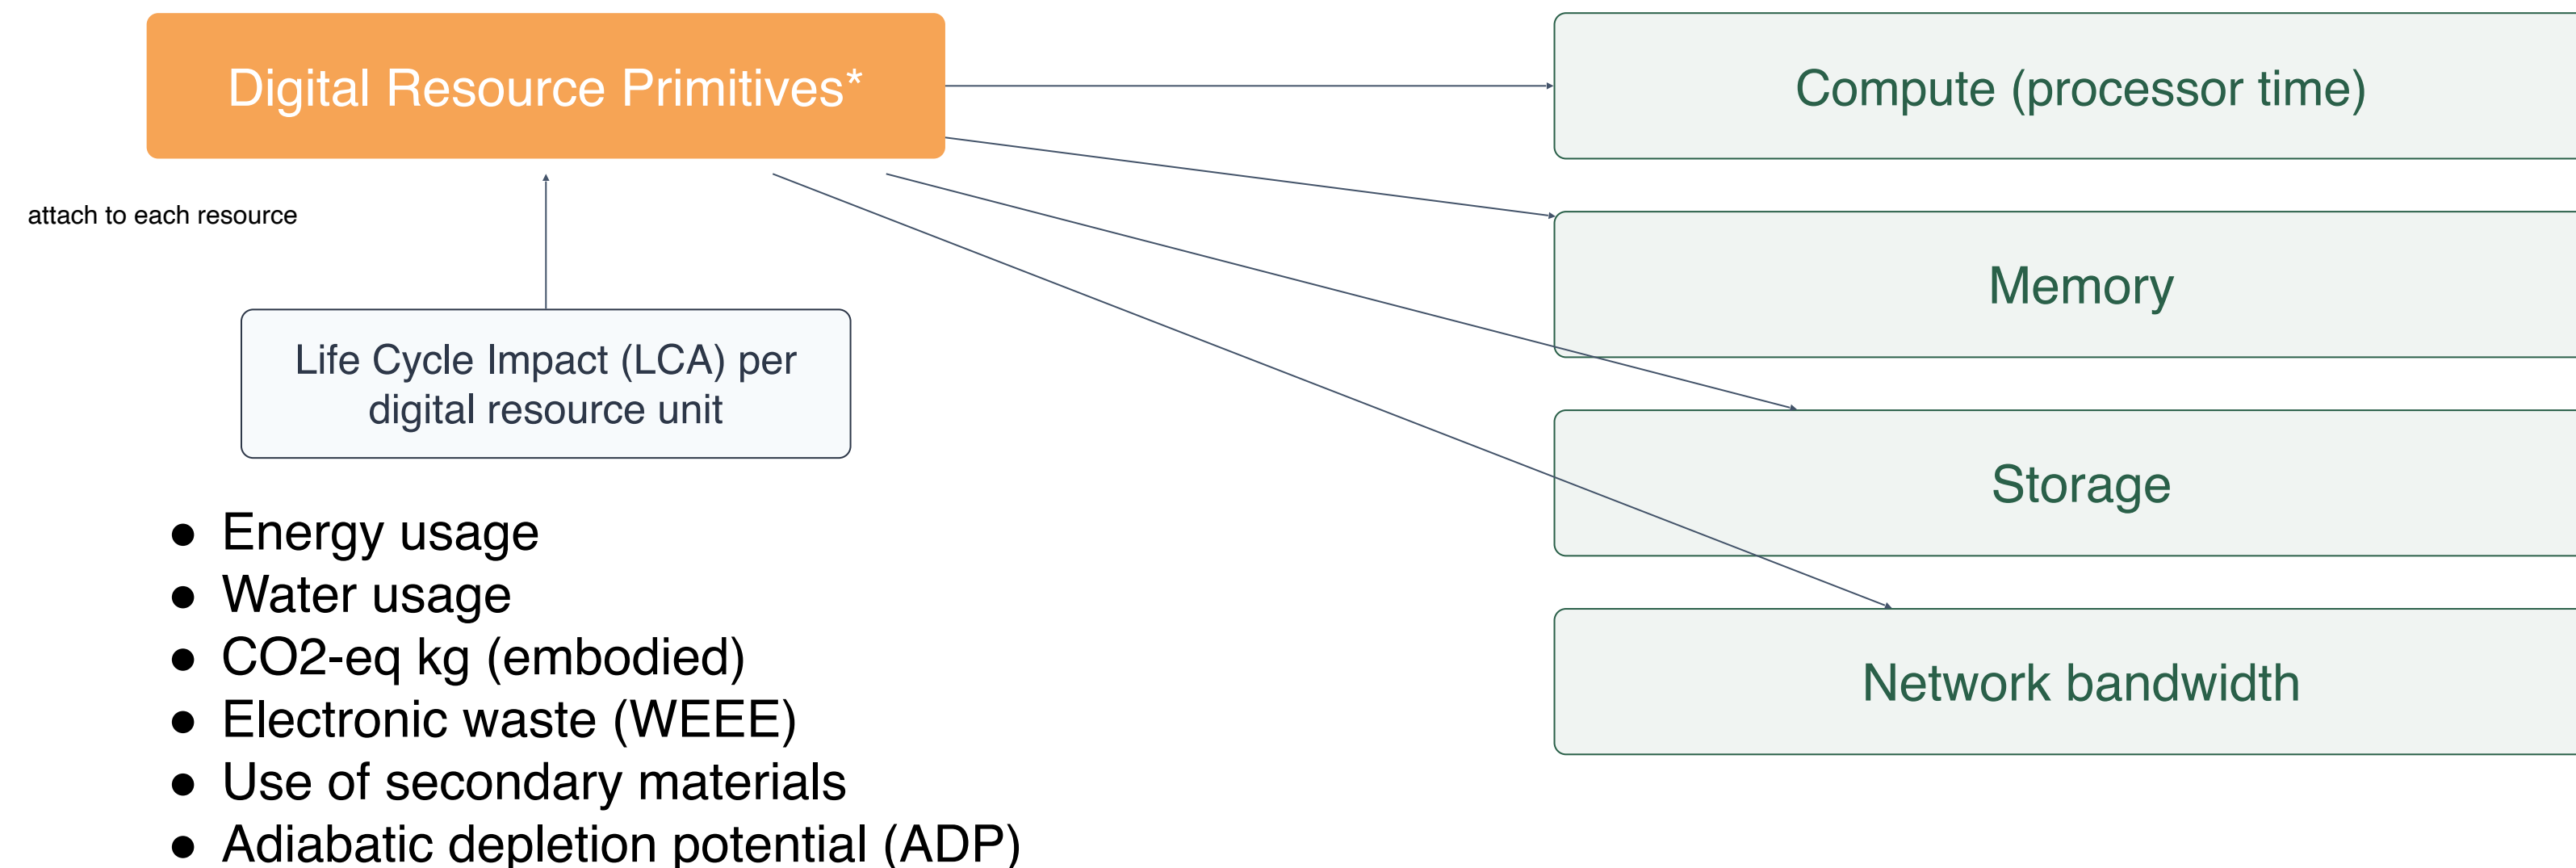 Digital Resource Primitives*
Compute (processor time)
attach to each resource
Memory
Life Cycle Impact (LCA) per
digital resource unit
Storage
Network bandwidth
● Energy usage
● Water usage
● CO2-eq kg (embodied)
● Electronic waste (WEEE)
● Use of secondary materials
● Adiabatic depletion potential (ADP)